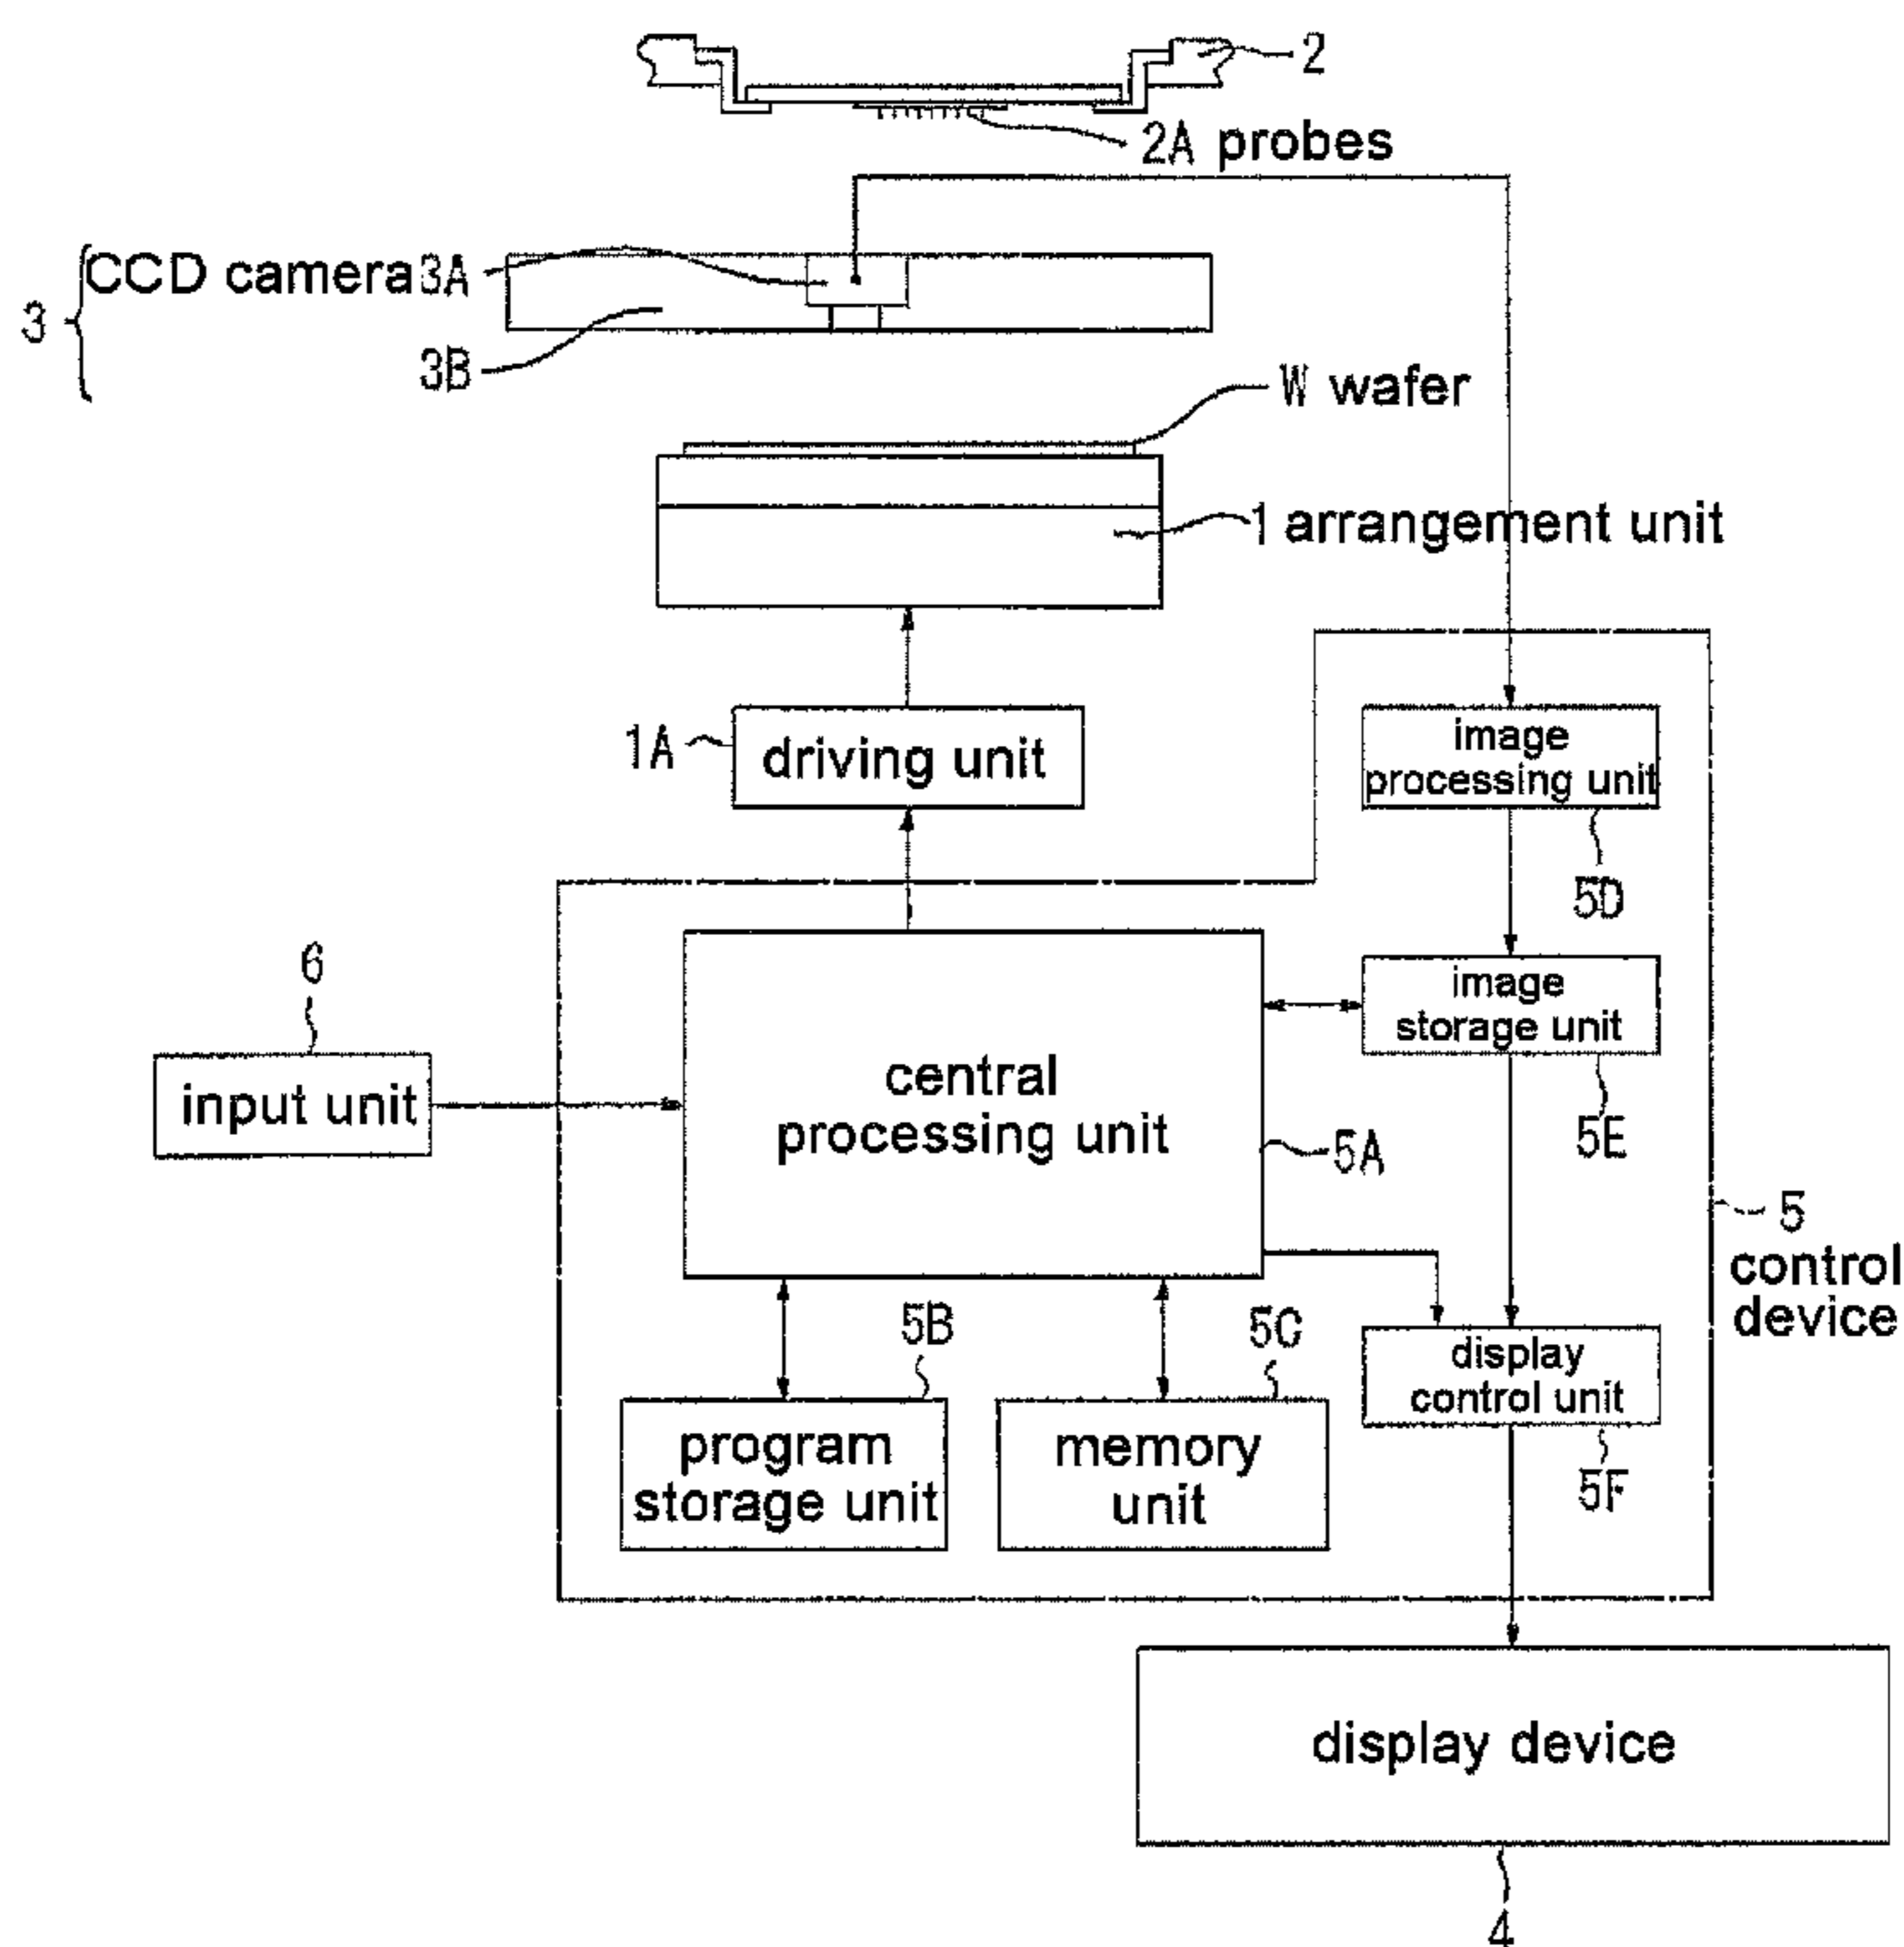 2
2A probes
CCD camera 3A
3
3B
W wafer
1 arrangement unit
1A
driving unit
image
processing unit
5D
6
image
storage unit
input unit
central
processing unit
5A
5E
5
control
device
5B
5C
display
control unit
program
storage unit
memory
unit
5F
display device
4